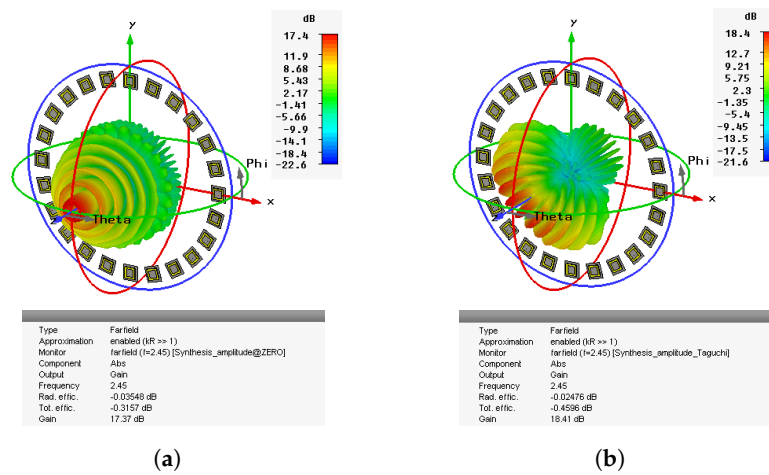 dB
17.4
11.9
8.68
5.43
2.17
-1.41
-5.66
-9.9
-14.1
-18.4
-22.6
y
Phi
x
Theta
z
Type Farfield
Approximation enabled (kR >> 1)
Monitor farfield (f=2.45) [Synthesis_amplitude@ZERO]
Component Abs
Output Gain
Frequency 2.45
Rad. effic. -0.03548 dB
Tot. effic. -0.3157 dB
Gain 17.37 dB
(a)
dB
18.4
12.7
9.21
5.75
2.3
-1.35
-5.4
-9.45
-13.5
-17.5
-21.6
y
Phi
x
Theta
z
Type Farfield
Approximation enabled (kR >> 1)
Monitor farfield (f=2.45) [Synthesis_amplitude_Taguchi]
Component Abs
Output Gain
Frequency 2.45
Rad. effic. -0.02476 dB
Tot. effic. -0.4596 dB
Gain 18.41 dB
(b)